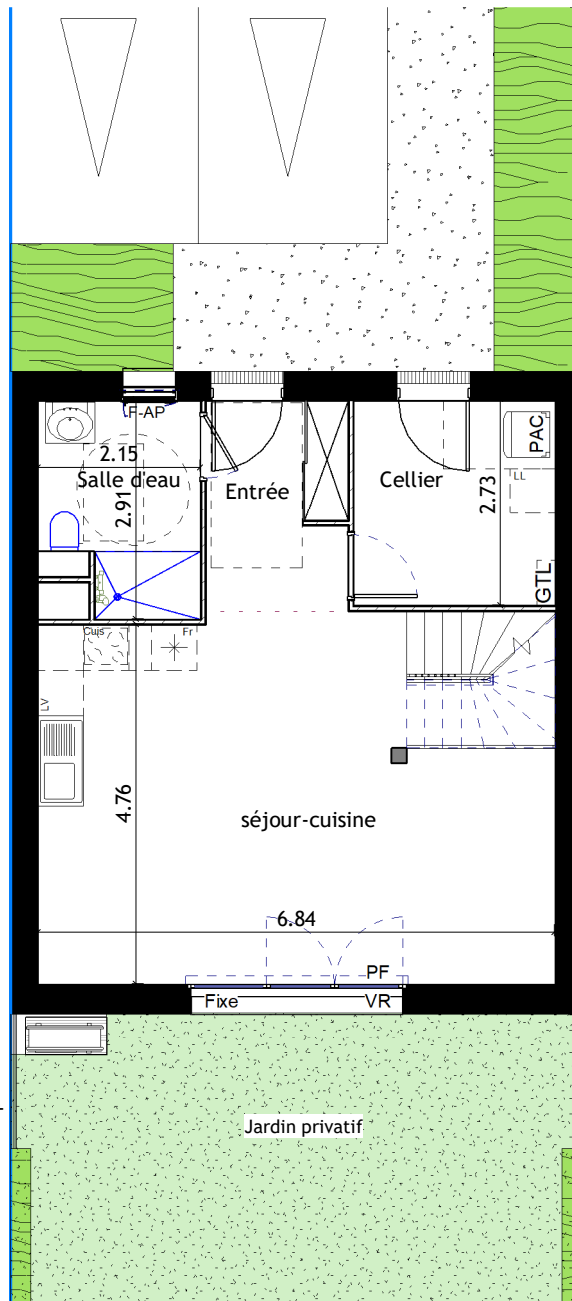 F-AP
2.15
Salle d'eau
2.91
Entrée
Cellier
2.73
PAC
LL
GTL
Cuis
Fr
LV
4.76
séjour-cuisine
6.84
PF
Fixe
VR
Jardin privatif